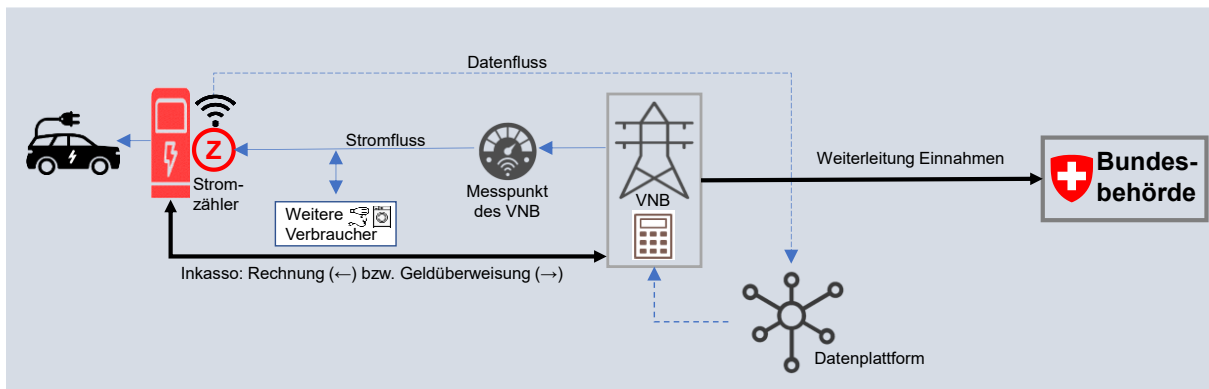 Datenfluss
Z
Stromfluss
Strom-
zähler
Messpunkt
des VNB
Weitere
Verbraucher
VNB
Weiterleitung Einnahmen
Bundes-
behörde
Inkasso: Rechnung (←) bzw. Geldüberweisung (→)
Datenplattform